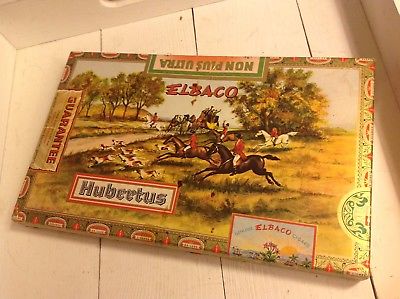 NON PLUS ULTRA
ELBACO
GUARANTEE
Hubertus
ELBACO